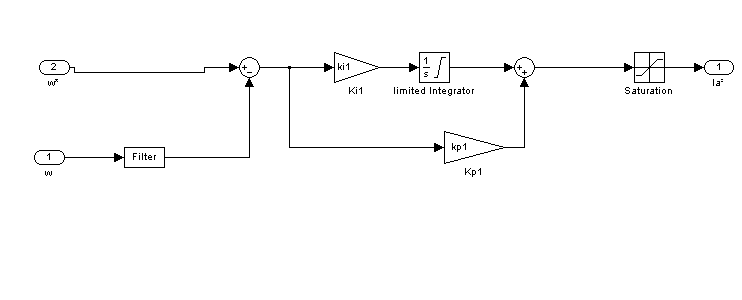 2
w*
+
−
ki1
Ki1
1
s
limited Integrator
+
+
Saturation
1
Ia*
1
w
Filter
kp1
Kp1